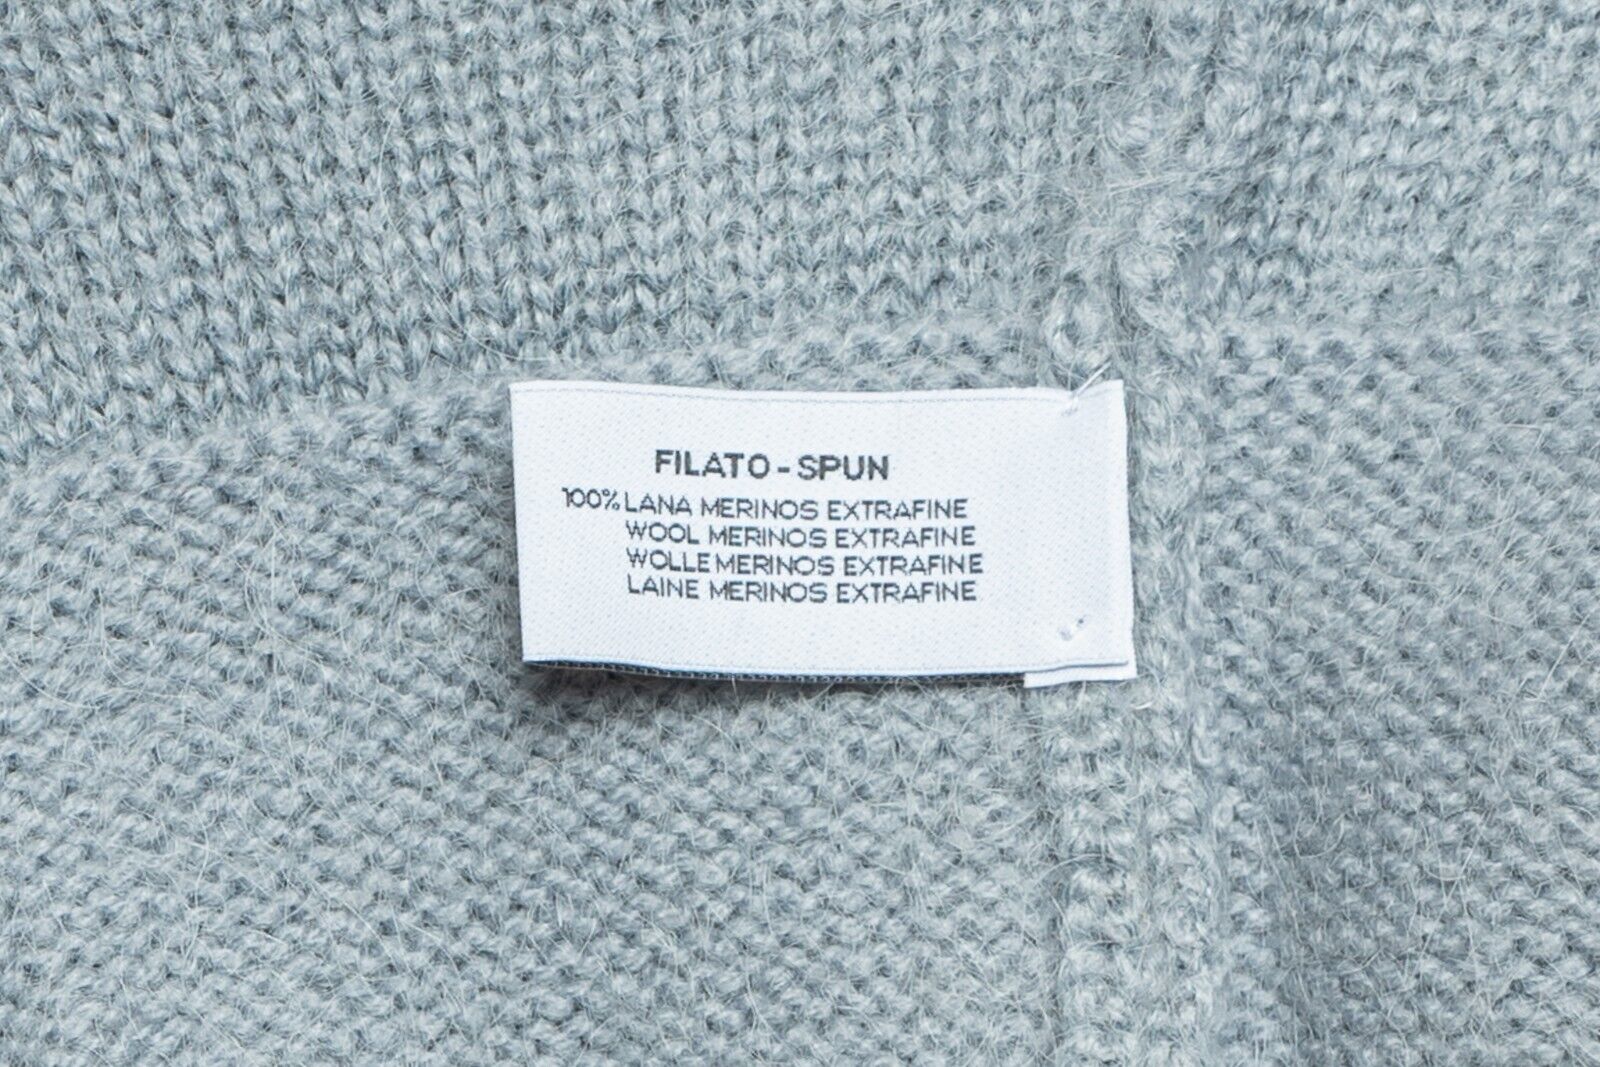 FILATO - SPUN
100% LANA MERINOS EXTRAFINE
WOOL MERINOS EXTRAFINE
WOLLE MERINOS EXTRAFINE
LAINE MERINOS EXTRAFINE